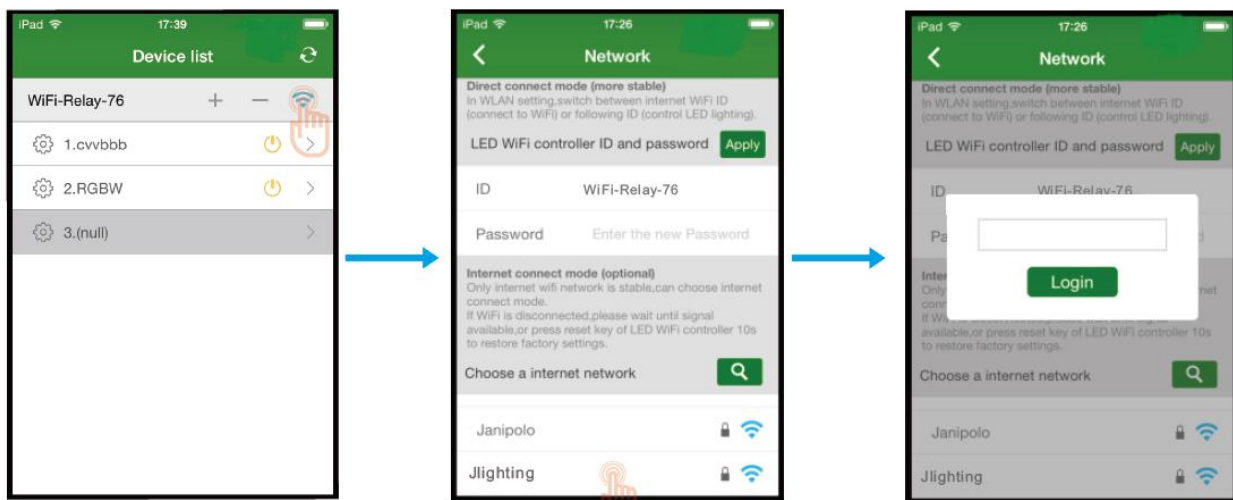 iPad 17:39
Device list
WiFi-Relay-76 + −
1.cvvbbb
2.RGBW
3.(null)
iPad 17:26
Network
Direct connect mode (more stable)
In WLAN setting,switch between internet WiFi ID
(connect to WiFi) or following ID (control LED lighting).
LED WiFi controller ID and password Apply
ID WiFi-Relay-76
Password Enter the new Password
Internet connect mode (optional)
Only internet wifi network is stable,can choose internet
connect mode.
If WiFi is disconnected,please wait until signal
available,or press reset key of LED WiFi controller 10s
to restore factory settings.
Choose a internet network
Janipolo
Jlighting
iPad 17:26
Network
Direct connect mode (more stable)
In WLAN setting,switch between internet WiFi ID
(connect to WiFi) or following ID (control LED lighting).
LED WiFi controller ID and password Apply
ID WiFi-Relay-76
Login
available,or press reset key of LED WiFi controller 10s
to restore factory settings.
Choose a internet network
Janipolo
Jlighting